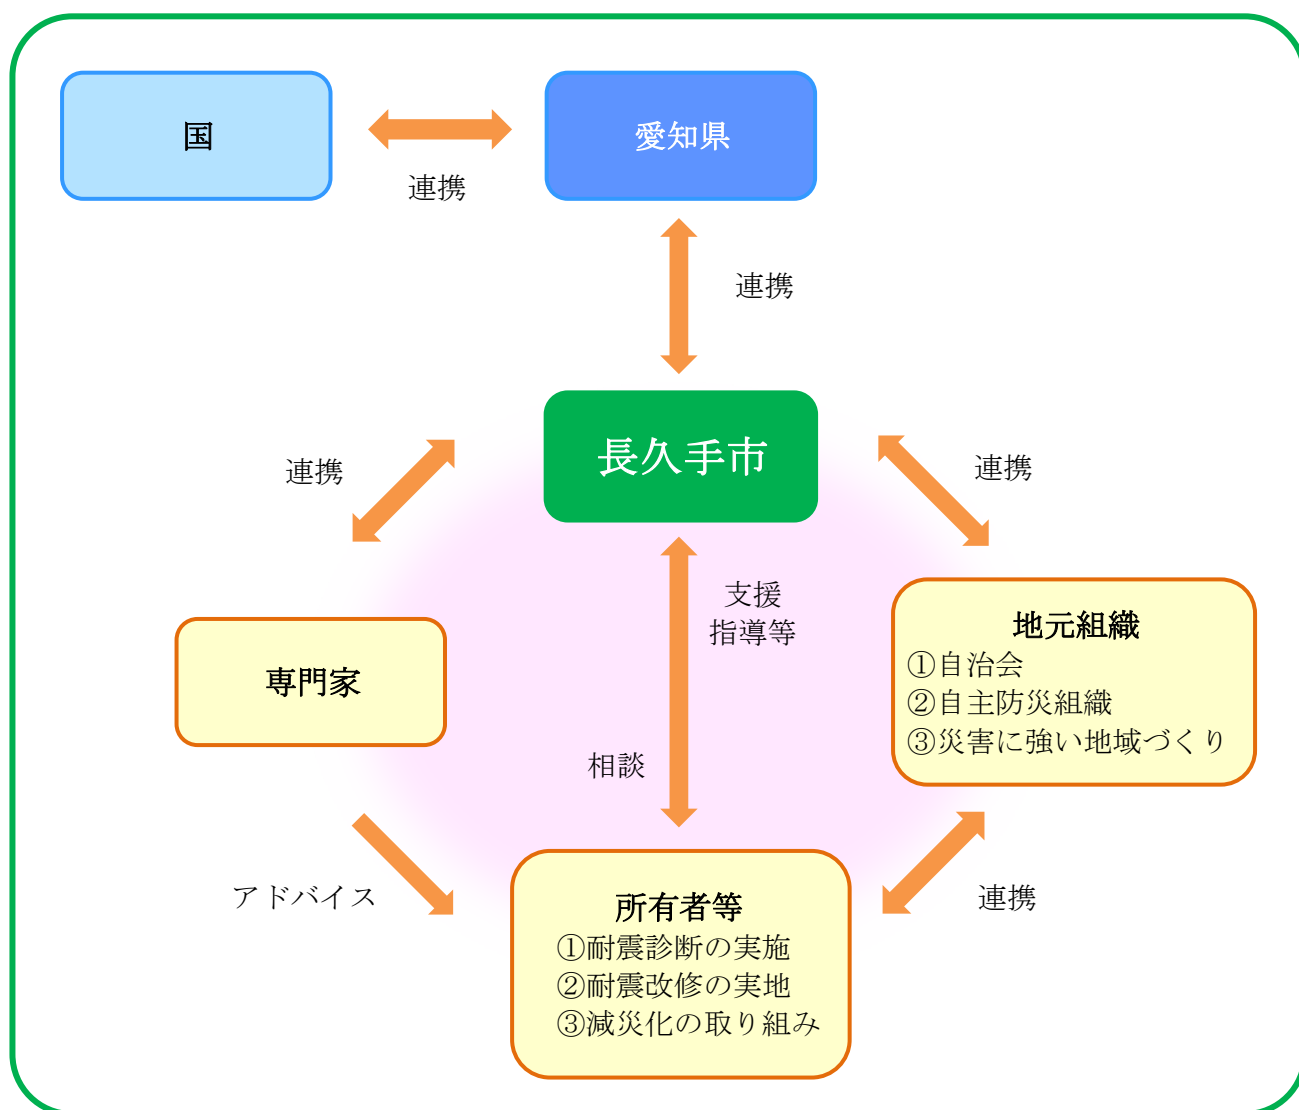 国
愛知県
連携
連携
長久手市
連携
連携
支援
指導等
専門家
地元組織
①自治会
②自主防災組織
③災害に強い地域づくり
相談
アドバイス
連携
所有者等
①耐震診断の実施
②耐震改修の実地
③減災化の取り組み